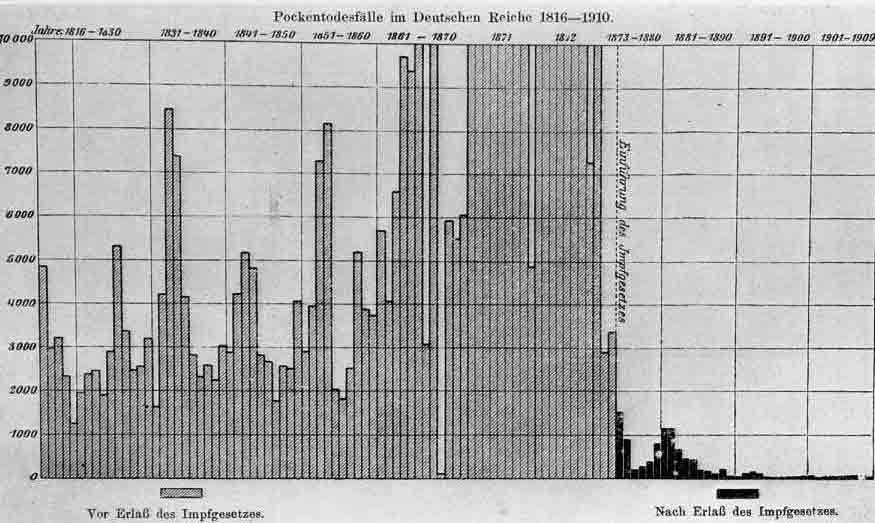 Pockentodesfälle im Deutschen Reiche 1816—1910.
Jahre: 1816 – 1830 1831 – 1840 1841 – 1850 1851 – 1860 1861 – 1870 1871 1872 1873 – 1880 1881 – 1890 1891 – 1900 1901 – 1909
10000
9000
8000
7000
6000
5000
4000
3000
2000
1000
0
Einführung des Impfgesetzes
Vor Erlaß des Impfgesetzes.
Nach Erlaß des Impfgesetzes.